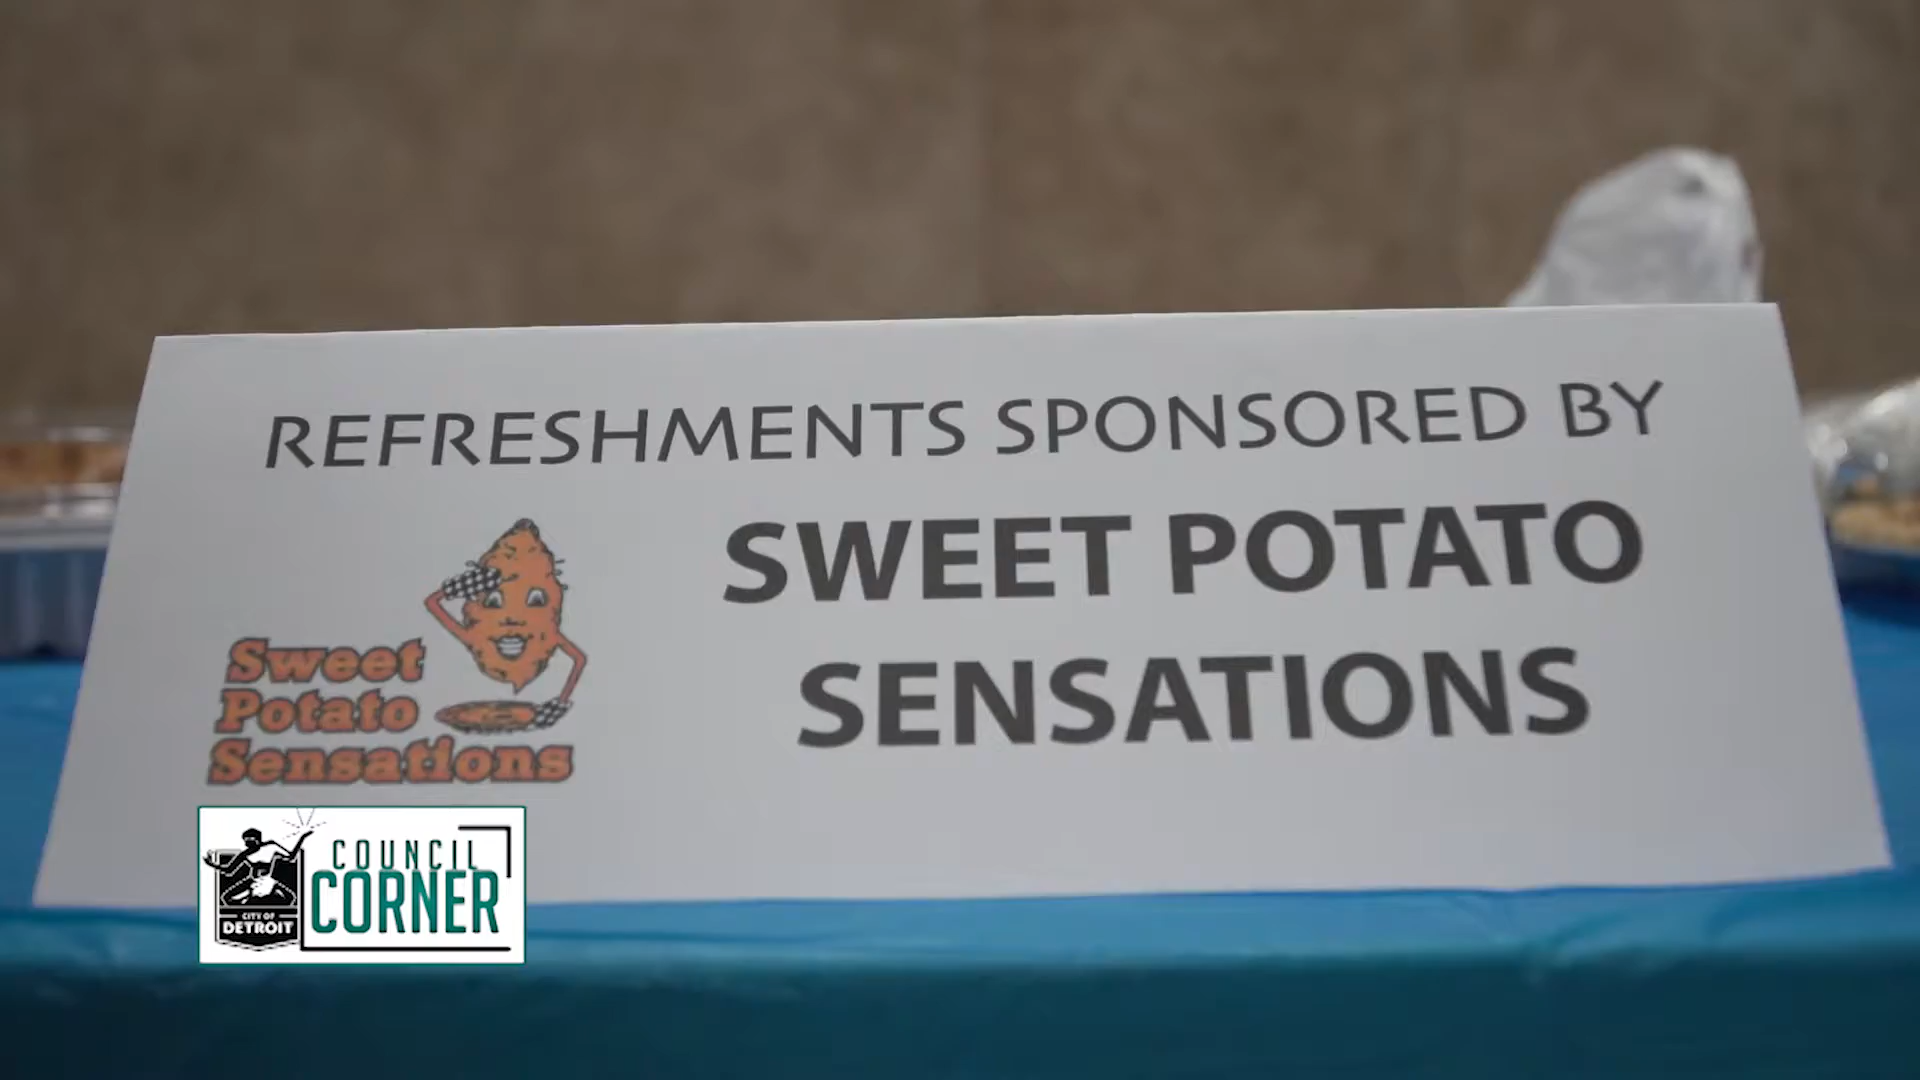 REFRESHMENTS SPONSORED BY
SWEET POTATO
SENSATIONS
Sweet
Potato
Sensations
COUNCIL
CORNER
CITY OF
DETROIT